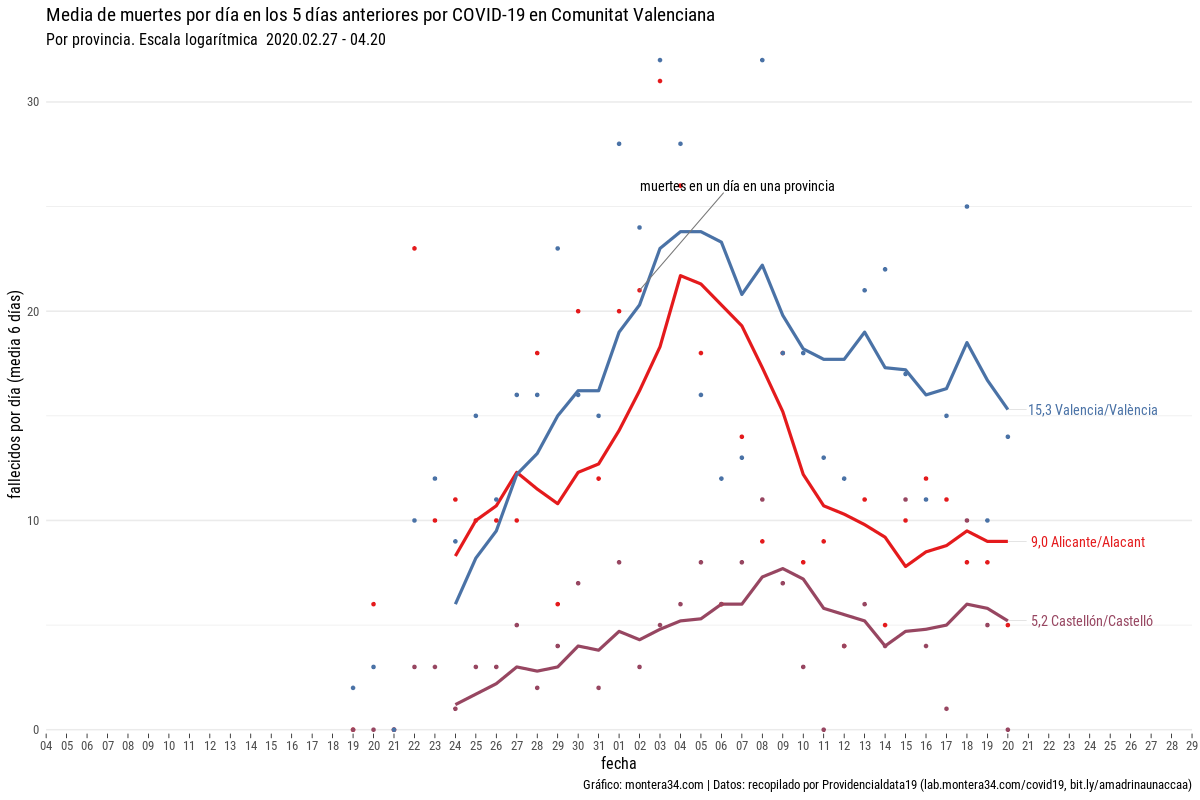 Media de muertes por día en los 5 días anteriores por COVID-19 en Comunitat Valenciana
Por provincia. Escala logarítmica  2020.02.27 - 04.20
fallecidos por día (media 6 días)
30
20
10
0
muertes en un día en una provincia
15,3 Valencia/València
9,0 Alicante/Alacant
5,2 Castellón/Castelló
04 05 06 07 08 09 10 11 12 13 14 15 16 17 18 19 20 21 22 23 24 25 26 27 28 29 30 31 01 02 03 04 05 06 07 08 09 10 11 12 13 14 15 16 17 18 19 20 21 22 23 24 25 26 27 28 29
fecha
Gráfico: montera34.com | Datos: recopilado por Providencialdata19 (lab.montera34.com/covid19, bit.ly/amadrinaunaccaa)